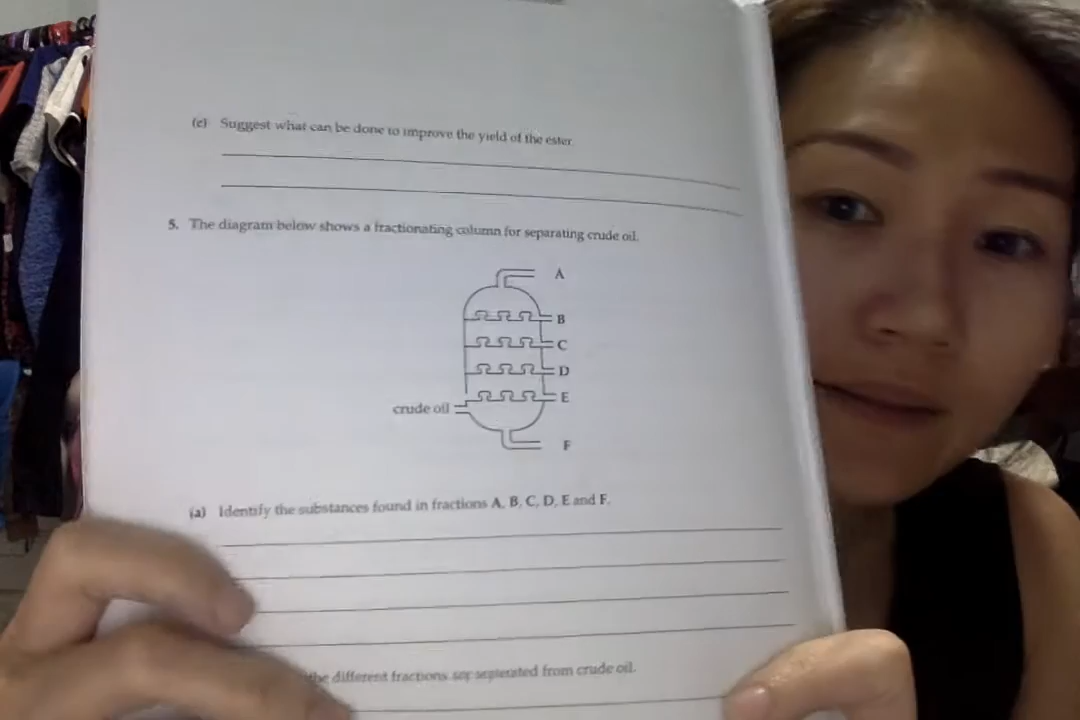 (c) Suggest what can be done to improve the yield of the ester.
5. The diagram below shows a fractionating column for separating crude oil.
A
B
C
D
E
crude oil
F
(a) Identify the substances found in fractions A, B, C, D, E and F.
the different fractions are separated from crude oil.